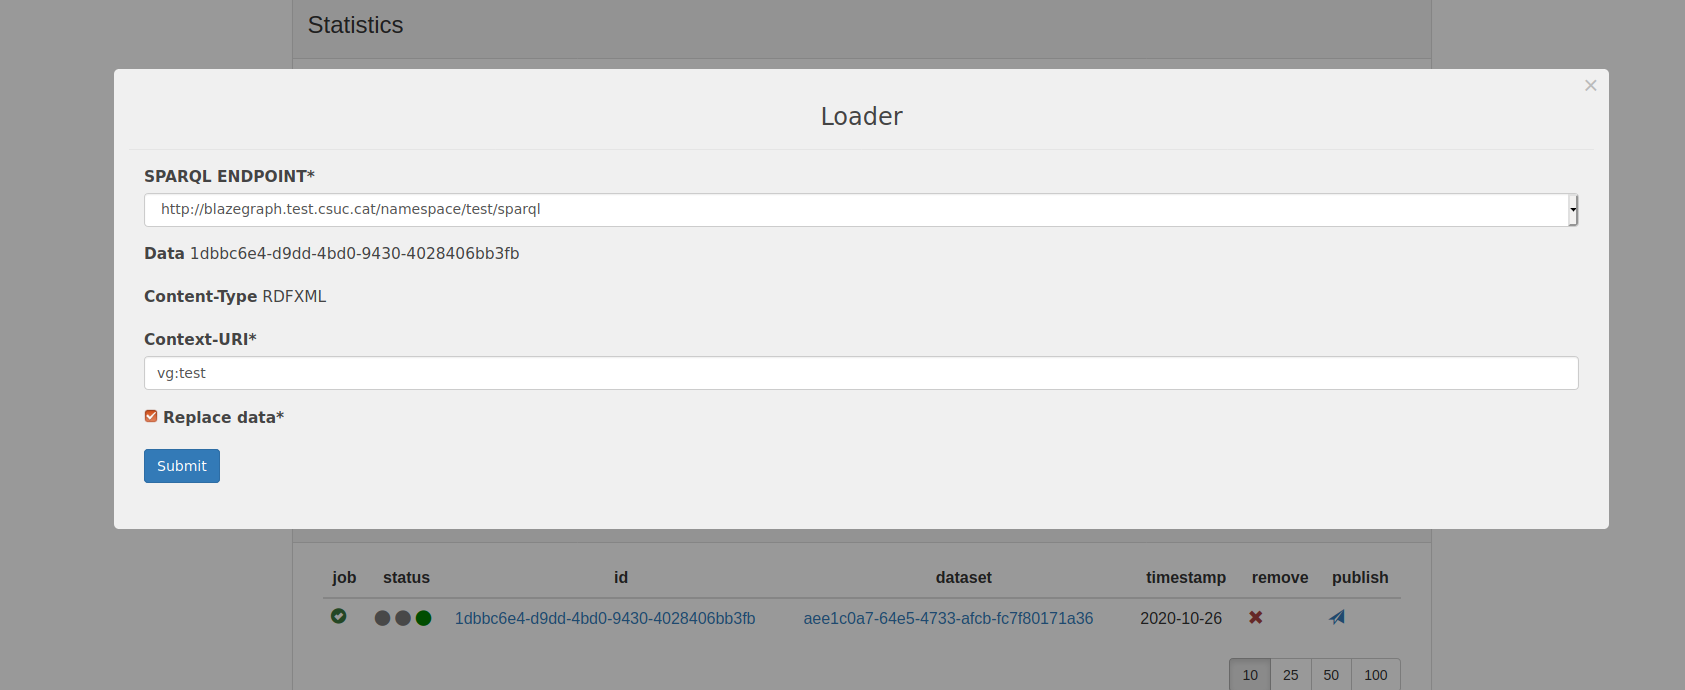 Statistics
×
Loader
SPARQL ENDPOINT*
http://blazegraph.test.csuc.cat/namespace/test/sparql
Data 1dbbc6e4-d9dd-4bd0-9430-4028406bb3fb
Content-Type RDFXML
Context-URI*
vg:test
Replace data*
Submit
job status id dataset timestamp remove publish
1dbbc6e4-d9dd-4bd0-9430-4028406bb3fb aee1c0a7-64e5-4733-afcb-fc7f80171a36 2020-10-26
10 25 50 100